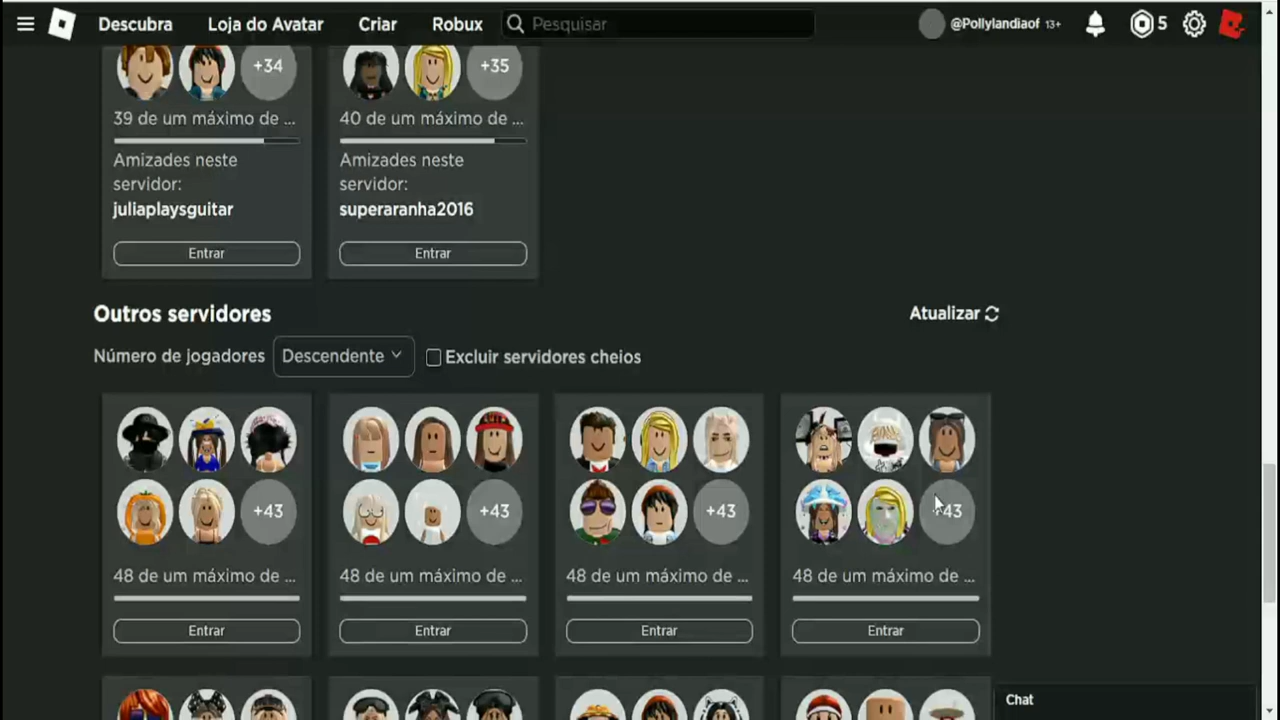 Descubra Loja do Avatar Criar Robux Pesquisar @Pollylandiaof 13+ 5
+34 +35
39 de um máximo de ... 40 de um máximo de ...
Amizades neste Amizades neste
servidor: servidor:
juliaplaysguitar superaranha2016
Entrar Entrar
Outros servidores Atualizar
Número de jogadores Descendente Excluir servidores cheios
+43 +43 +43 +43
48 de um máximo de ... 48 de um máximo de ... 48 de um máximo de ... 48 de um máximo de ...
Entrar Entrar Entrar Entrar
Chat